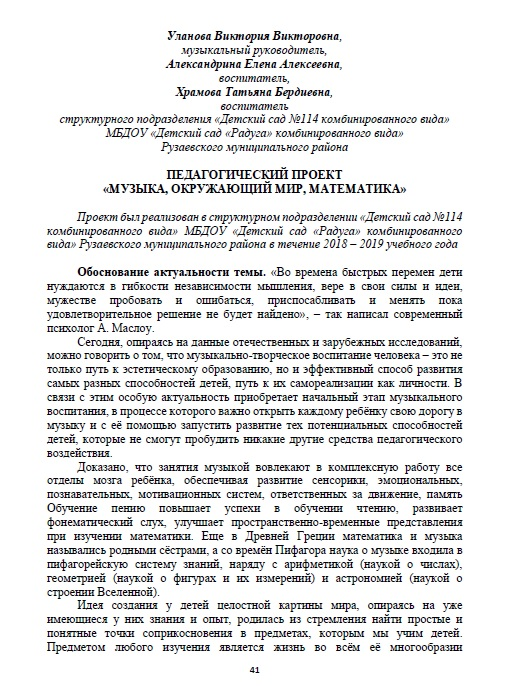 Уланова Виктория Викторовна,
музыкальный руководитель,
Александрина Елена Алексеевна,
воспитатель,
Храмова Татьяна Бердиевна,
воспитатель
структурного подразделения «Детский сад №114 комбинированного вида»
МБДОУ «Детский сад «Радуга» комбинированного вида»
Рузаевского муниципального района
ПЕДАГОГИЧЕСКИЙ ПРОЕКТ
«МУЗЫКА, ОКРУЖАЮЩИЙ МИР, МАТЕМАТИКА»
Проект был реализован в структурном подразделении «Детский сад №114
комбинированного вида» МБДОУ «Детский сад «Радуга» комбинированного
вида» Рузаевского муниципального района в течение 2018 – 2019 учебного года
Обоснование актуальности темы. «Во времена быстрых перемен дети
нуждаются в гибкости независимости мышления, вере в свои силы и идеи,
мужестве пробовать и ошибаться, приспосабливать и менять пока
удовлетворительное решение не будет найдено», – так написал современный
психолог А. Маслоу.
Сегодня, опираясь на данные отечественных и зарубежных исследований,
можно говорить о том, что музыкально-творческое воспитание человека – это не
только путь к эстетическому образованию, но и эффективный способ развития
самых разных способностей детей, путь к их самореализации как личности. В
связи с этим особую актуальность приобретает начальный этап музыкального
воспитания, в процессе которого важно открыть каждому ребёнку свою дорогу в
музыку и с её помощью запустить развитие тех потенциальных способностей
детей, которые не смогут пробудить никакие другие средства педагогического
воздействия.
Доказано, что занятия музыкой вовлекают в комплексную работу все
отделы мозга ребёнка, обеспечивая развитие сенсорики, эмоциональных,
познавательных, мотивационных систем, ответственных за движение, память
Обучение пению повышает успехи в обучении чтению, развивает
фонематический слух, улучшает пространственно-временные представления
при изучении математики. Еще в Древней Греции математика и музыка
назывались родными сёстрами, а со времён Пифагора наука о музыке входила в
пифагорейскую систему знаний, наряду с арифметикой (наукой о числах),
геометрией (наукой о фигурах и их измерений) и астрономией (наукой о
строении Вселенной).
Идея создания у детей целостной картины мира, опираясь на уже
имеющиеся у них знания и опыт, родилась из стремления найти простые и
понятные точки соприкосновения в предметах, которым мы учим детей.
Предметом любого изучения является жизнь во всём её многообразии
41